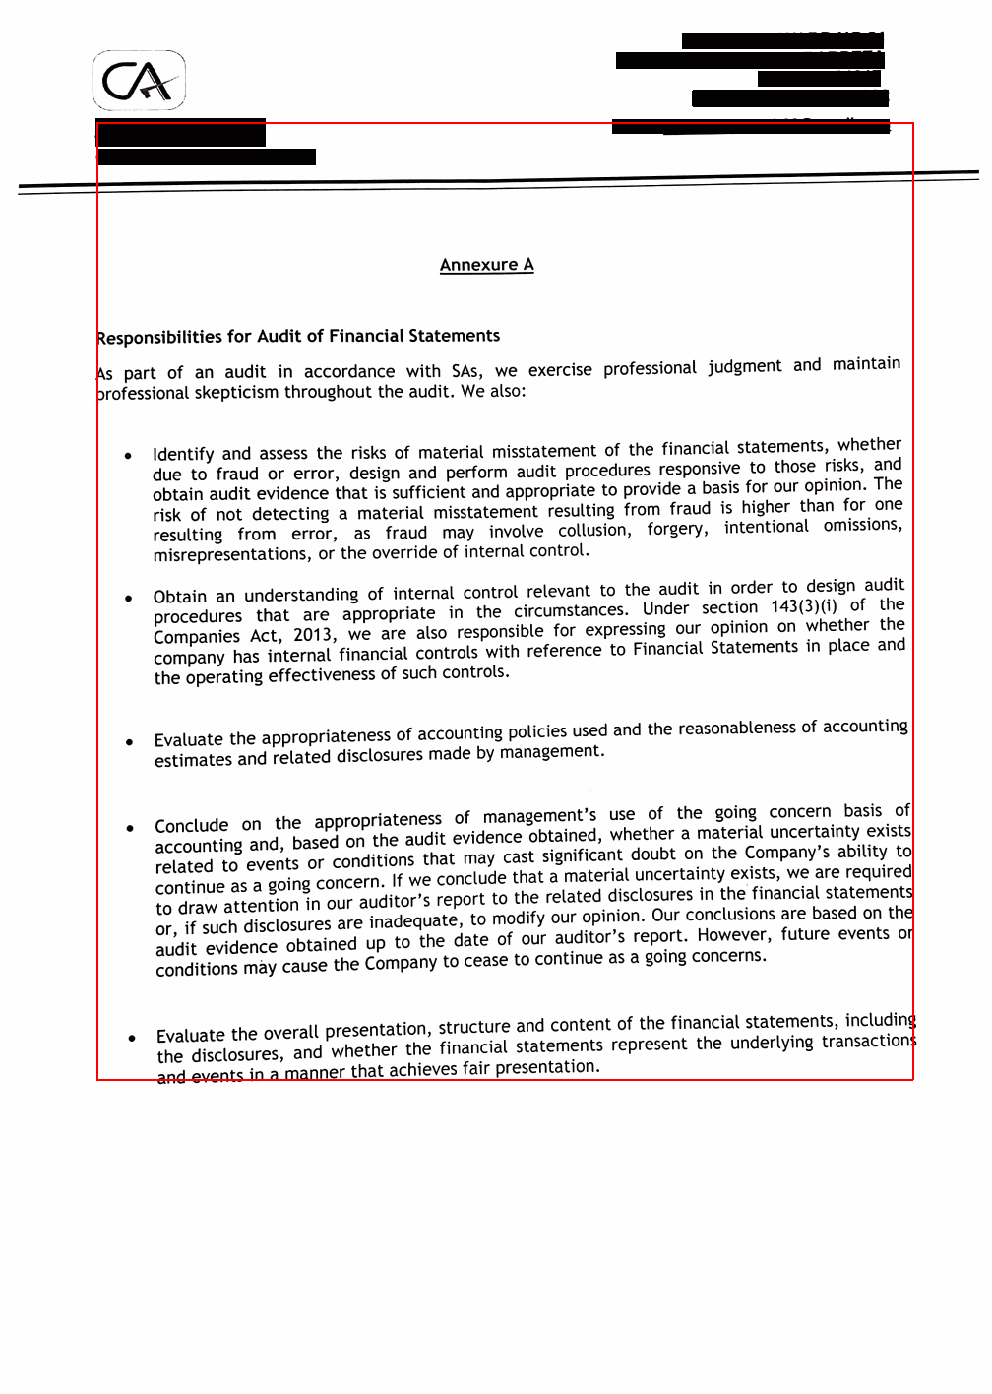 CA
Annexure A
Responsibilities for Audit of Financial Statements
As part of an audit in accordance with SAs, we exercise professional judgment and maintain
professional skepticism throughout the audit. We also:
• Identify and assess the risks of material misstatement of the financial statements, whether
due to fraud or error, design and perform audit procedures responsive to those risks, and
obtain audit evidence that is sufficient and appropriate to provide a basis for our opinion. The
risk of not detecting a material misstatement resulting from fraud is higher than for one
resulting from error, as fraud may involve collusion, forgery, intentional omissions,
misrepresentations, or the override of internal control.
• Obtain an understanding of internal control relevant to the audit in order to design audit
procedures that are appropriate in the circumstances. Under section 143(3)(i) of the
Companies Act, 2013, we are also responsible for expressing our opinion on whether the
company has internal financial controls with reference to Financial Statements in place and
the operating effectiveness of such controls.
• Evaluate the appropriateness of accounting policies used and the reasonableness of accounting
estimates and related disclosures made by management.
• Conclude on the appropriateness of management's use of the going concern basis of
accounting and, based on the audit evidence obtained, whether a material uncertainty exists
related to events or conditions that may cast significant doubt on the Company's ability to
continue as a going concern. If we conclude that a material uncertainty exists, we are required
to draw attention in our auditor's report to the related disclosures in the financial statements
or, if such disclosures are inadequate, to modify our opinion. Our conclusions are based on the
audit evidence obtained up to the date of our auditor's report. However, future events or
conditions may cause the Company to cease to continue as a going concerns.
• Evaluate the overall presentation, structure and content of the financial statements, including
the disclosures, and whether the financial statements represent the underlying transactions
and events in a manner that achieves fair presentation.